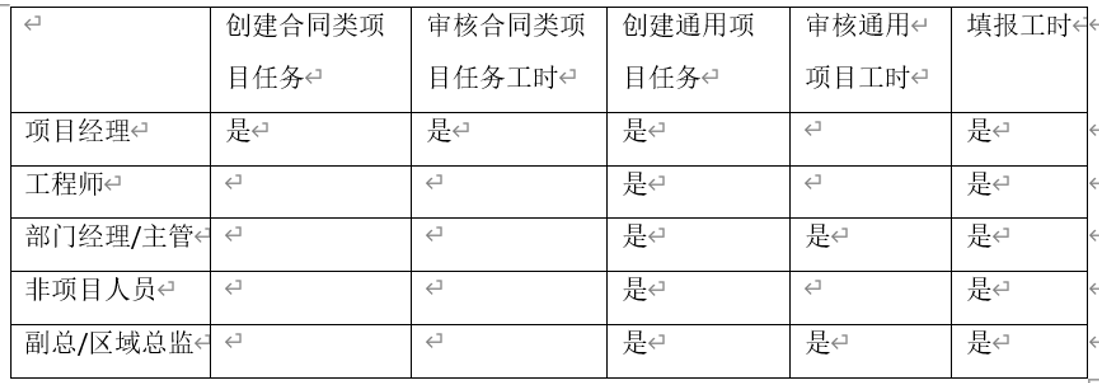 创建合同类项 审核合同类项 创建通用项 审核通用 填报工时
目任务 目任务工时 目任务 项目工时
项目经理 是 是 是 是
工程师 是 是
部门经理/主管 是 是 是
非项目人员 是 是
副总/区域总监 是 是 是